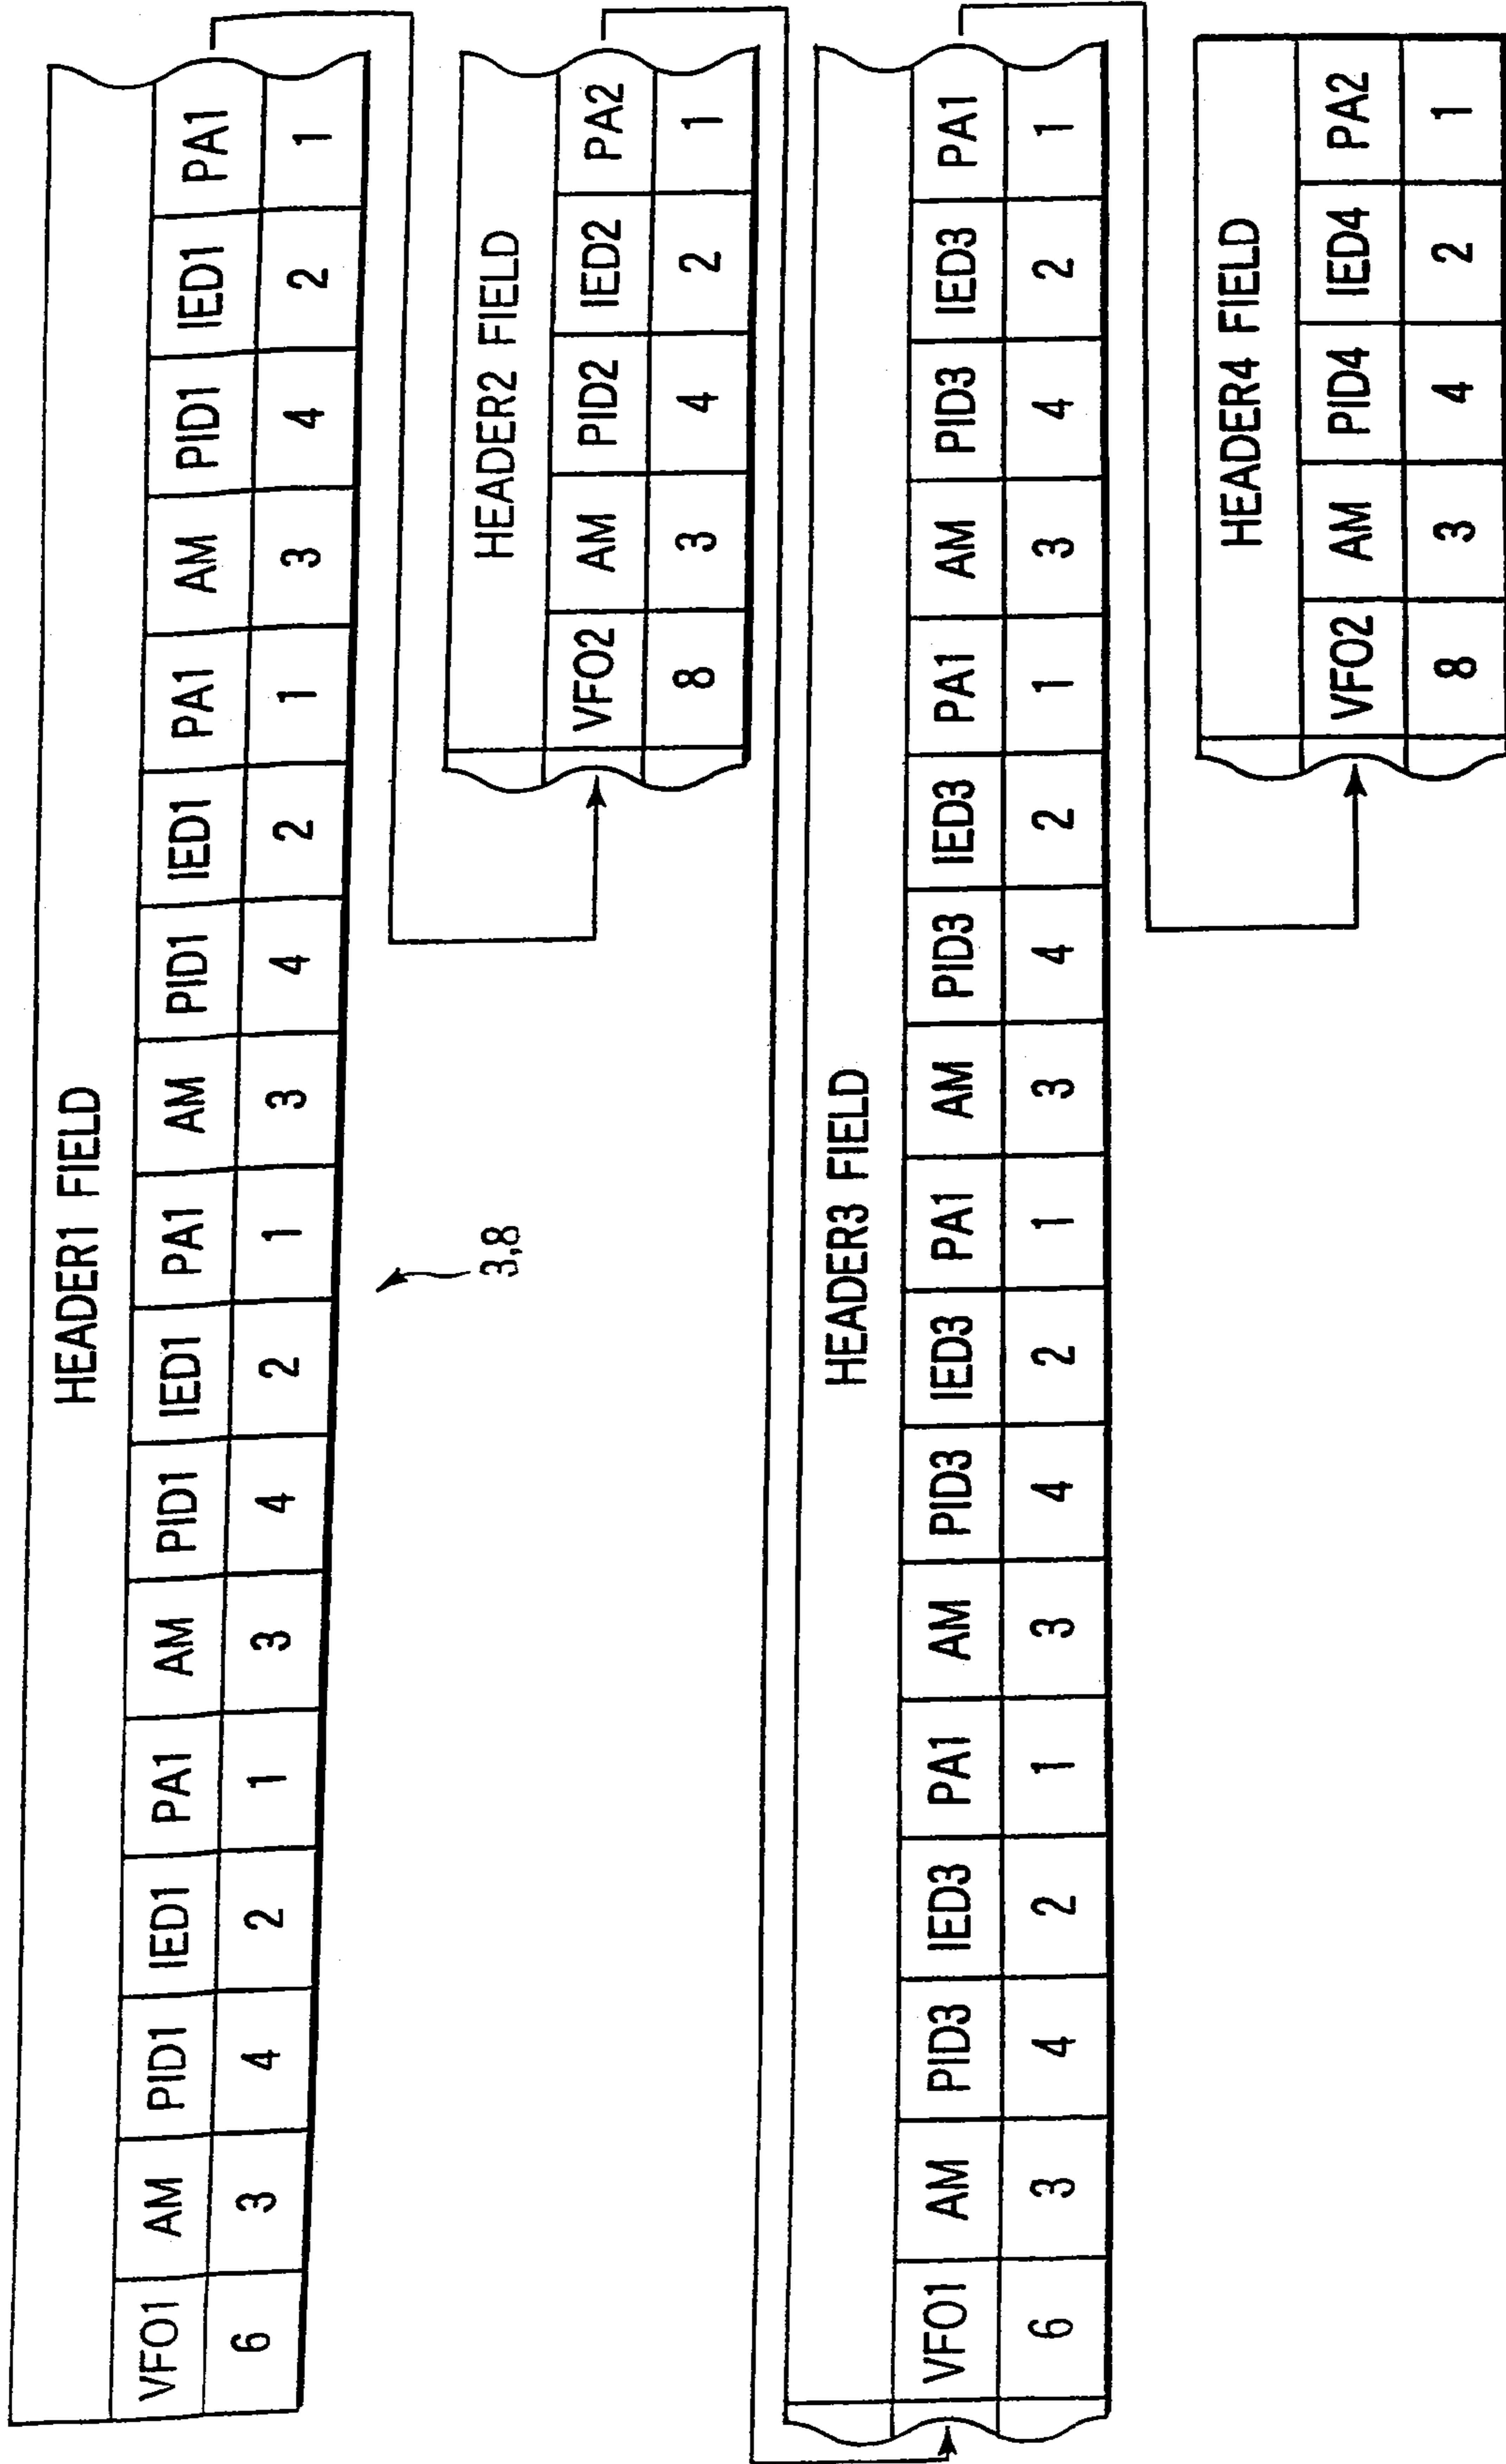 HEADER1 FIELD
VFO1 AM PID1 IED1 PA1 AM PID1 IED1 PA1 AM PID1 IED1 PA1 AM PID1 IED1 PA1
6 3 4 2 1 3 4 2 1 3 4 2 1 3 4 2 1
3,8
HEADER2 FIELD
VFO2 AM PID2 IED2 PA2
8 3 4 2 1
HEADER3 FIELD
VFO1 AM PID3 IED3 PA1 AM PID3 IED3 PA1 AM PID3 IED3 PA1 AM PID3 IED3 PA1
6 3 4 2 1 3 4 2 1 3 4 2 1 3 4 2 1
HEADER4 FIELD
VFO2 AM PID4 IED4 PA2
8 3 4 2 1